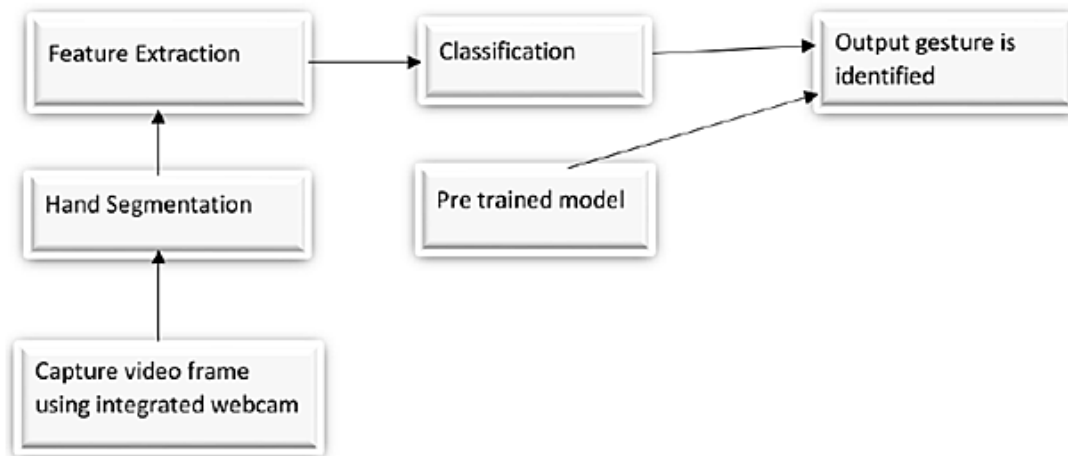 Feature Extraction
Classification
Output gesture is
identified
Hand Segmentation
Pre trained model
Capture video frame
using integrated webcam